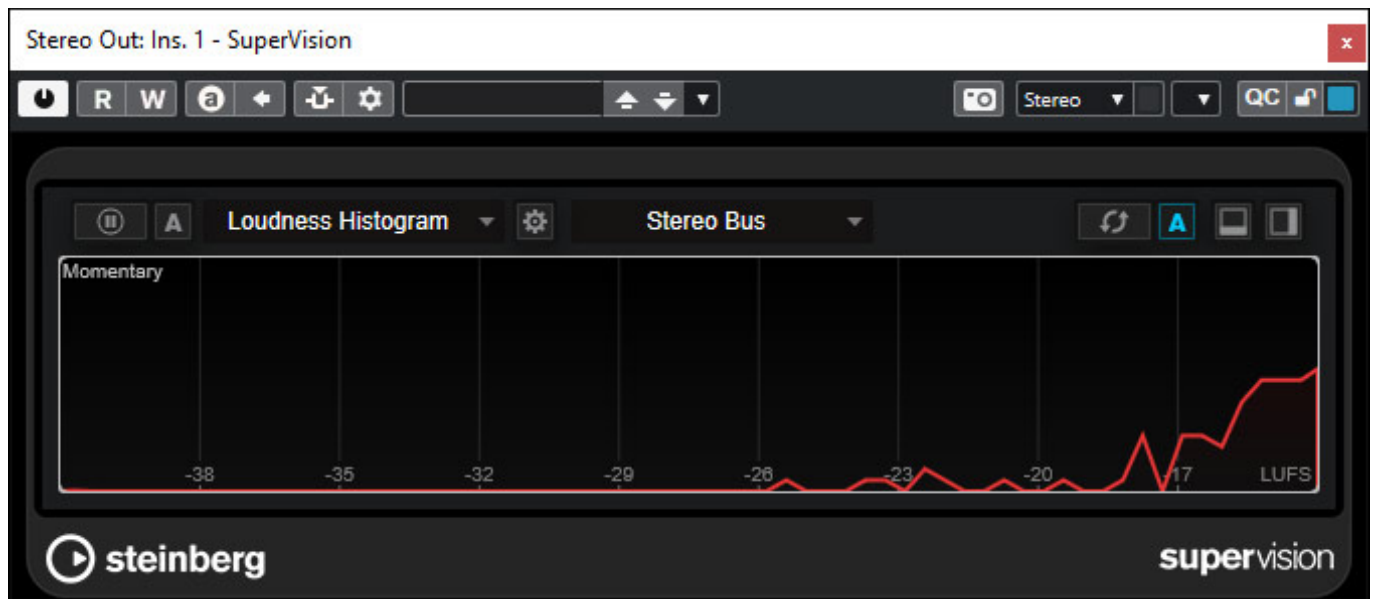 Stereo Out: Ins. 1 - SuperVision
x
R W a Stereo QC
A Loudness Histogram Stereo Bus A
Momentary
-38 -35 -32 -29 -26 -23 -20 -17 LUFS
steinberg supervision